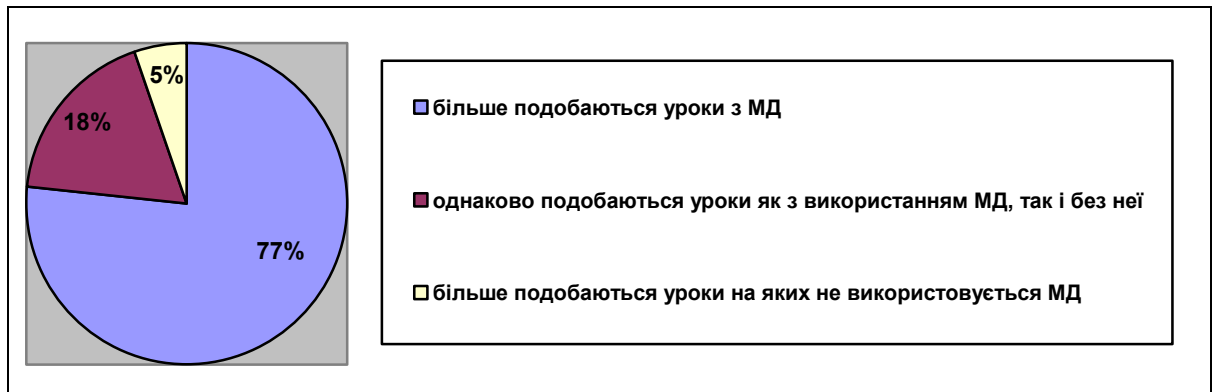 5%
18%
77%
більше подобаються уроки з МД
однаково подобаються уроки як з використанням МД, так і без неї
більше подобаються уроки на яких не використовується МД